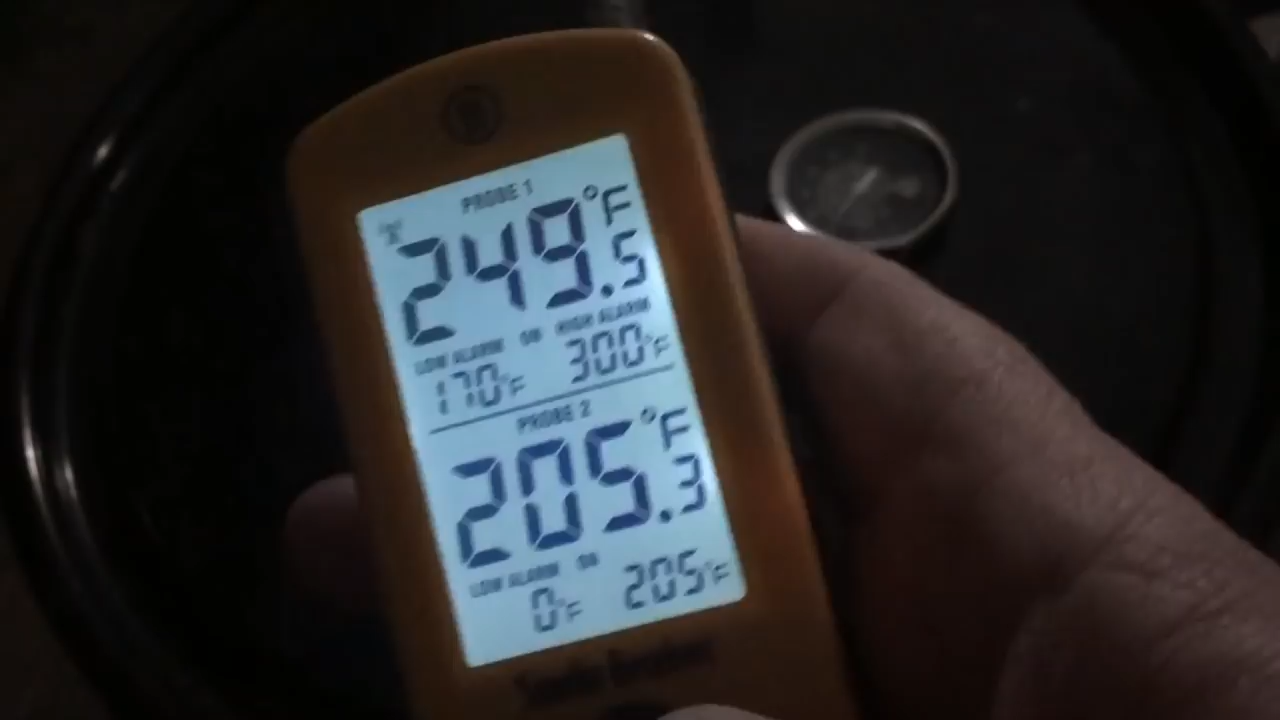 PROBE 1
249.5°F
LOW ALARM ON HIGH ALARM
170°F 300°F
PROBE 2
205.3°F
LOW ALARM ON
0°F 205°F